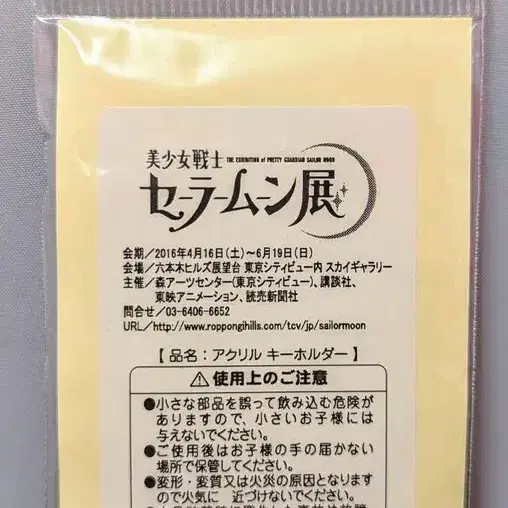 美少女戦士 THE EXHIBITION of PRETTY GUARDIAN SAILOR MOON
セーラームーン展
会期／2016年4月16日(土)～6月19日(日)
会場／六本木ヒルズ展望台 東京シティビュー内 スカイギャラリー
主催／森アーツセンター(東京シティビュー)、講談社、
東映アニメーション、読売新聞社
問合せ／03-6406-6652
URL／http://www.roppongihills.com/tcv/jp/sailormoon
【 品名：アクリル キーホルダー 】
⚠使用上のご注意
●小さな部品を誤って飲み込む危険が
ありますので、小さいお子様には
与えないでください。
●ご使用後はお子様の手の届かない
場所で保管してください。
●変形・変質又は火災の原因となります
ので火気に 近づけないでください。